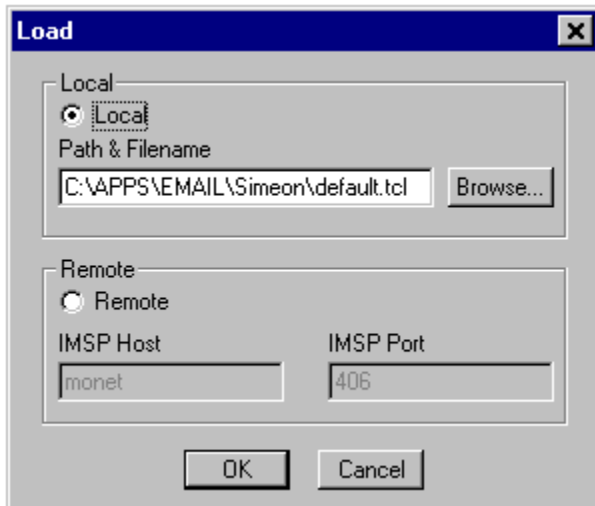 Load
Local
Local
Path & Filename
C:\APPS\EMAIL\Simeon\default.tcl Browse...
Remote
Remote
IMSP Host IMSP Port
monet 406
OK Cancel